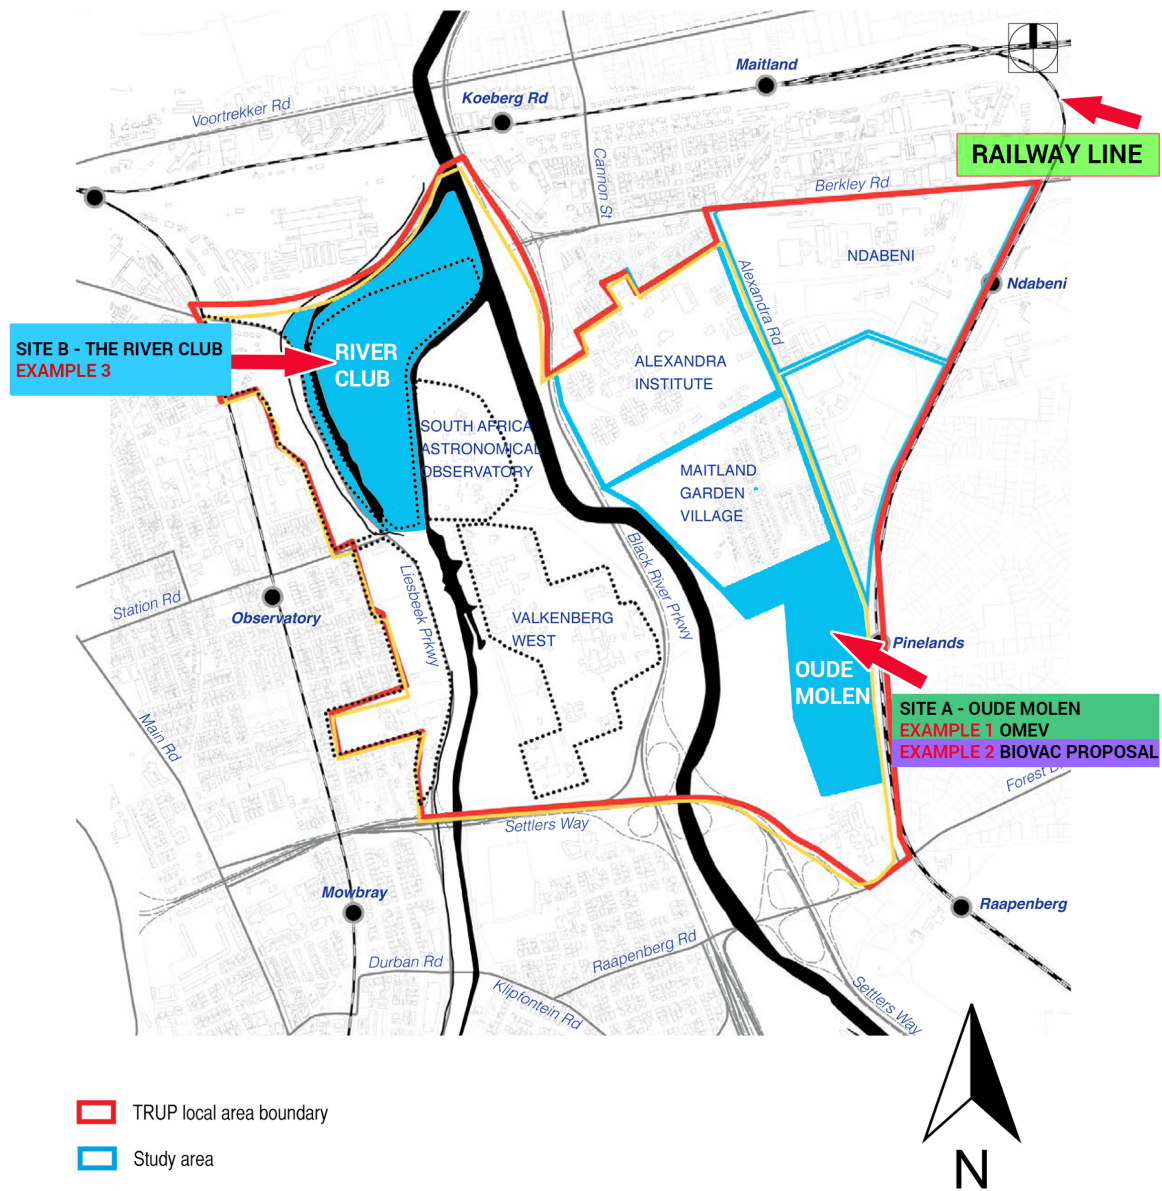 Maitland
Koeberg Rd
Voortrekker Rd
RAILWAY LINE
Cannon St
Berkley Rd
NDABENI
Ndabeni
Alexandra Rd
SITE B - THE RIVER CLUB
EXAMPLE 3
RIVER
CLUB
ALEXANDRA
INSTITUTE
SOUTH AFRICA
ASTRONOMICAL
OBSERVATORY
MAITLAND
GARDEN
VILLAGE
Black River Prkwy
Liesbeek Prkwy
Station Rd
Observatory
VALKENBERG
WEST
Pinelands
OUDE
MOLEN
SITE A - OUDE MOLEN
EXAMPLE 1 OMEV
EXAMPLE 2 BIOVAC PROPOSAL
Main Rd
Forest D
Settlers Way
Mowbray
Raapenberg
Raapenberg Rd
Durban Rd
Klipfontein Rd
Settlers Way
TRUP local area boundary
Study area
N